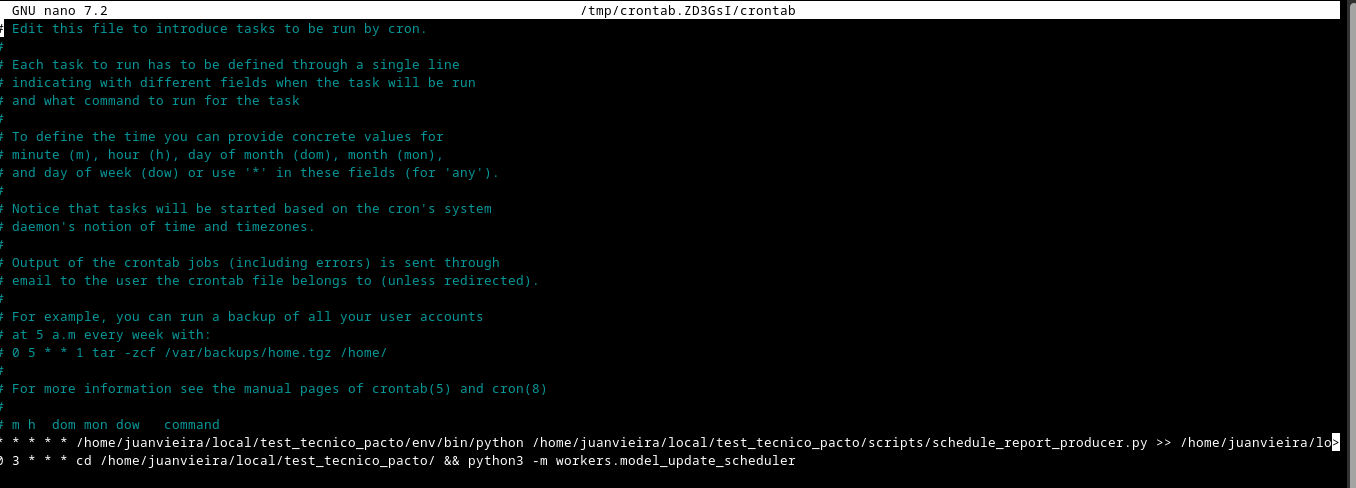 GNU nano 7.2 /tmp/crontab.ZD3GsI/crontab
# Edit this file to introduce tasks to be run by cron.
#
# Each task to run has to be defined through a single line
# indicating with different fields when the task will be run
# and what command to run for the task
#
# To define the time you can provide concrete values for
# minute (m), hour (h), day of month (dom), month (mon),
# and day of week (dow) or use '*' in these fields (for 'any').
#
# Notice that tasks will be started based on the cron's system
# daemon's notion of time and timezones.
#
# Output of the crontab jobs (including errors) is sent through
# email to the user the crontab file belongs to (unless redirected).
#
# For example, you can run a backup of all your user accounts
# at 5 a.m every week with:
# 0 5 * * 1 tar -zcf /var/backups/home.tgz /home/
#
# For more information see the manual pages of crontab(5) and cron(8)
#
# m h  dom mon dow   command
* * * * * /home/juanvieira/local/test_tecnico_pacto/env/bin/python /home/juanvieira/local/test_tecnico_pacto/scripts/schedule_report_producer.py >> /home/juanvieira/lo>
0 3 * * * cd /home/juanvieira/local/test_tecnico_pacto/ && python3 -m workers.model_update_scheduler